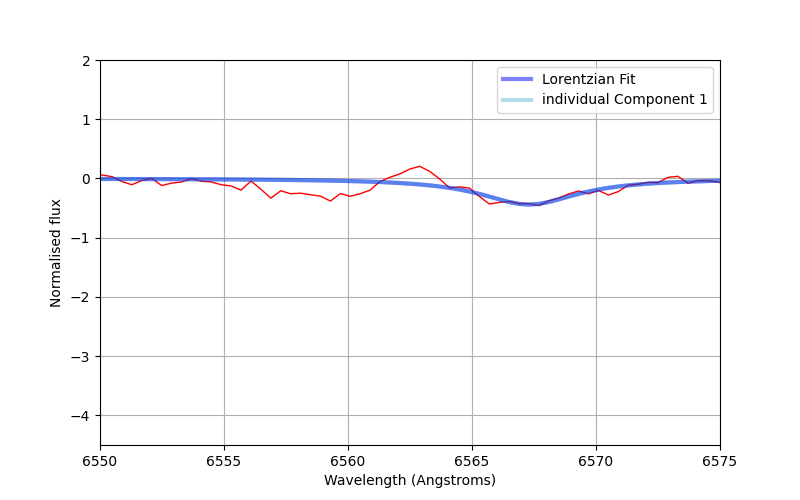 Lorentzian Fit
individual Component 1
2
1
0
−1
−2
−3
−4
Normalised flux
6550 6555 6560 6565 6570 6575
Wavelength (Angstroms)